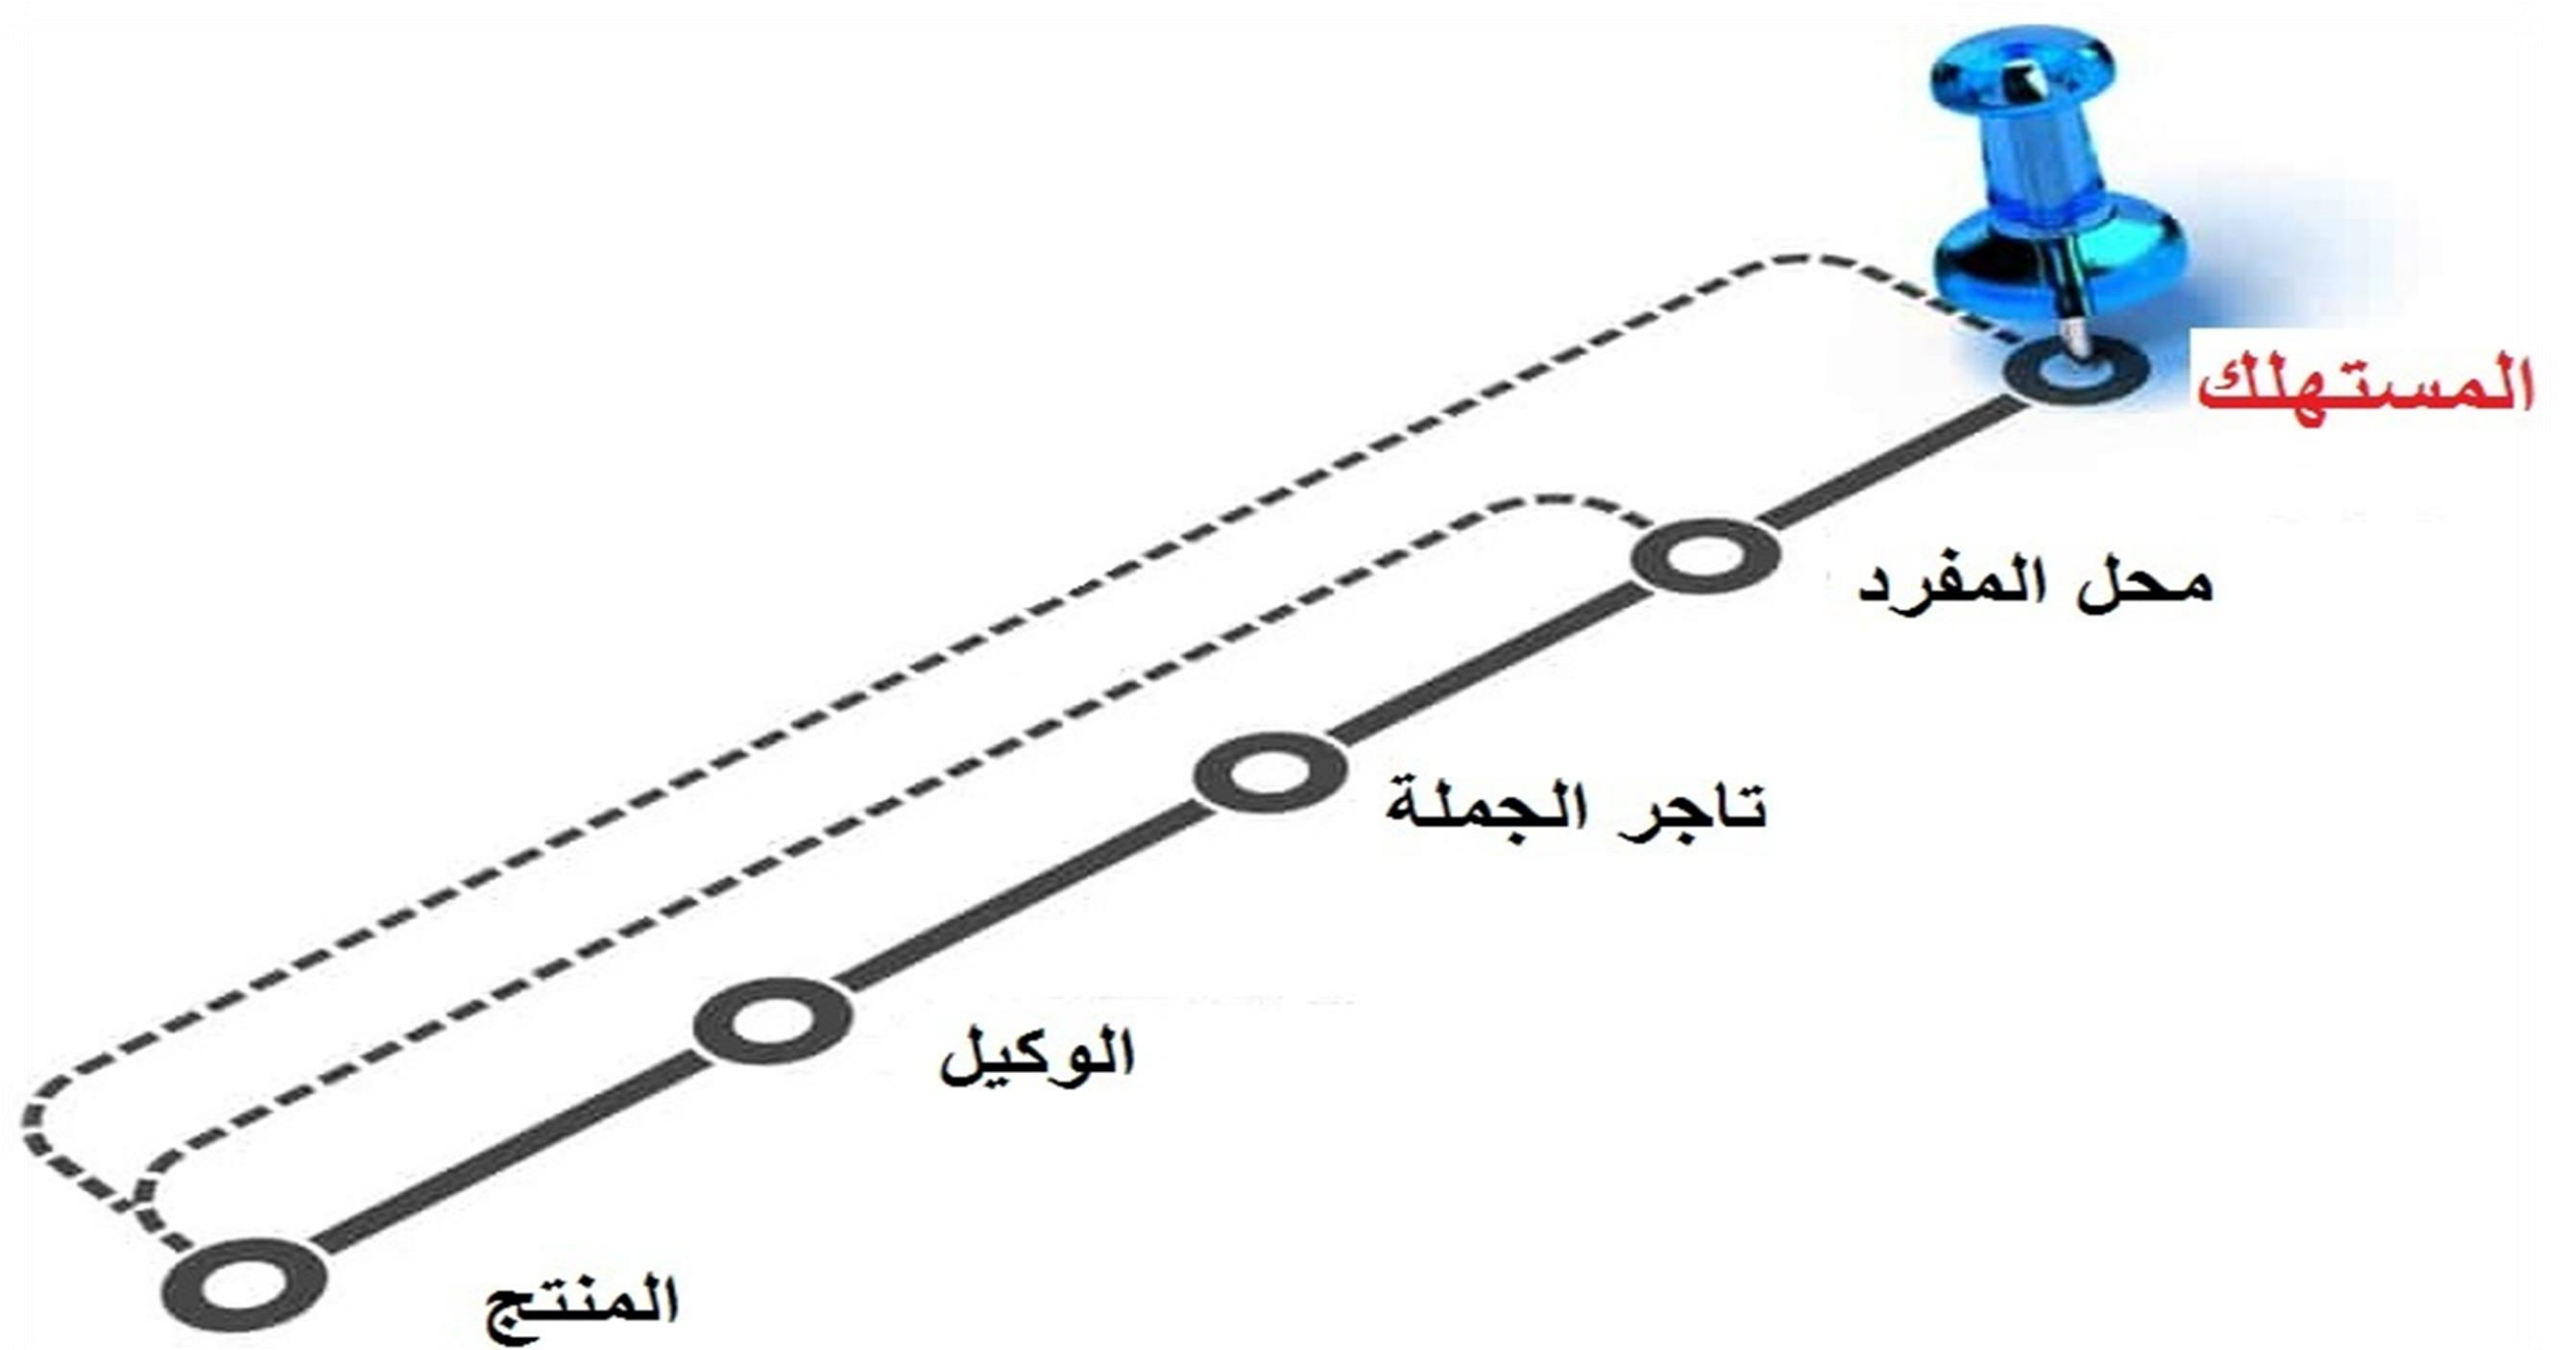 المستهلك
محل المفرد
تاجر الجملة
الوكيل
المنتج